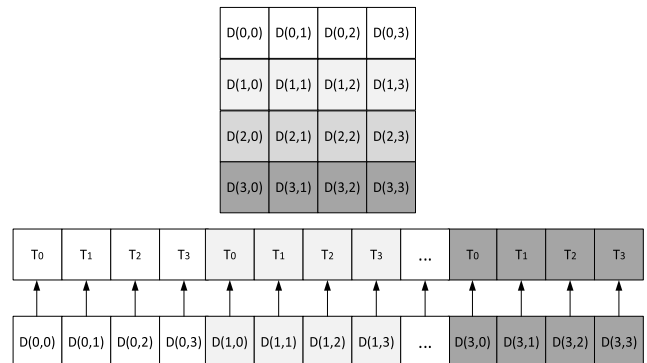 D(0,0) D(0,1) D(0,2) D(0,3)
D(1,0) D(1,1) D(1,2) D(1,3)
D(2,0) D(2,1) D(2,2) D(2,3)
D(3,0) D(3,1) D(3,2) D(3,3)
T0 T1 T2 T3 T0 T1 T2 T3 ... T0 T1 T2 T3
D(0,0) D(0,1) D(0,2) D(0,3) D(1,0) D(1,1) D(1,2) D(1,3) ... D(3,0) D(3,1) D(3,2) D(3,3)